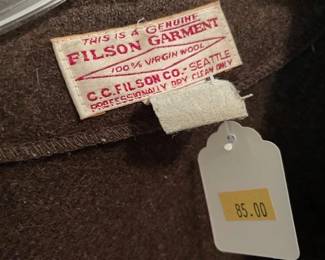 THIS IS A GENUINE
FILSON GARMENT
100% VIRGIN WOOL
C.C. FILSON CO.- SEATTLE
PROFESSIONALLY DRY CLEAN ONLY
85.00